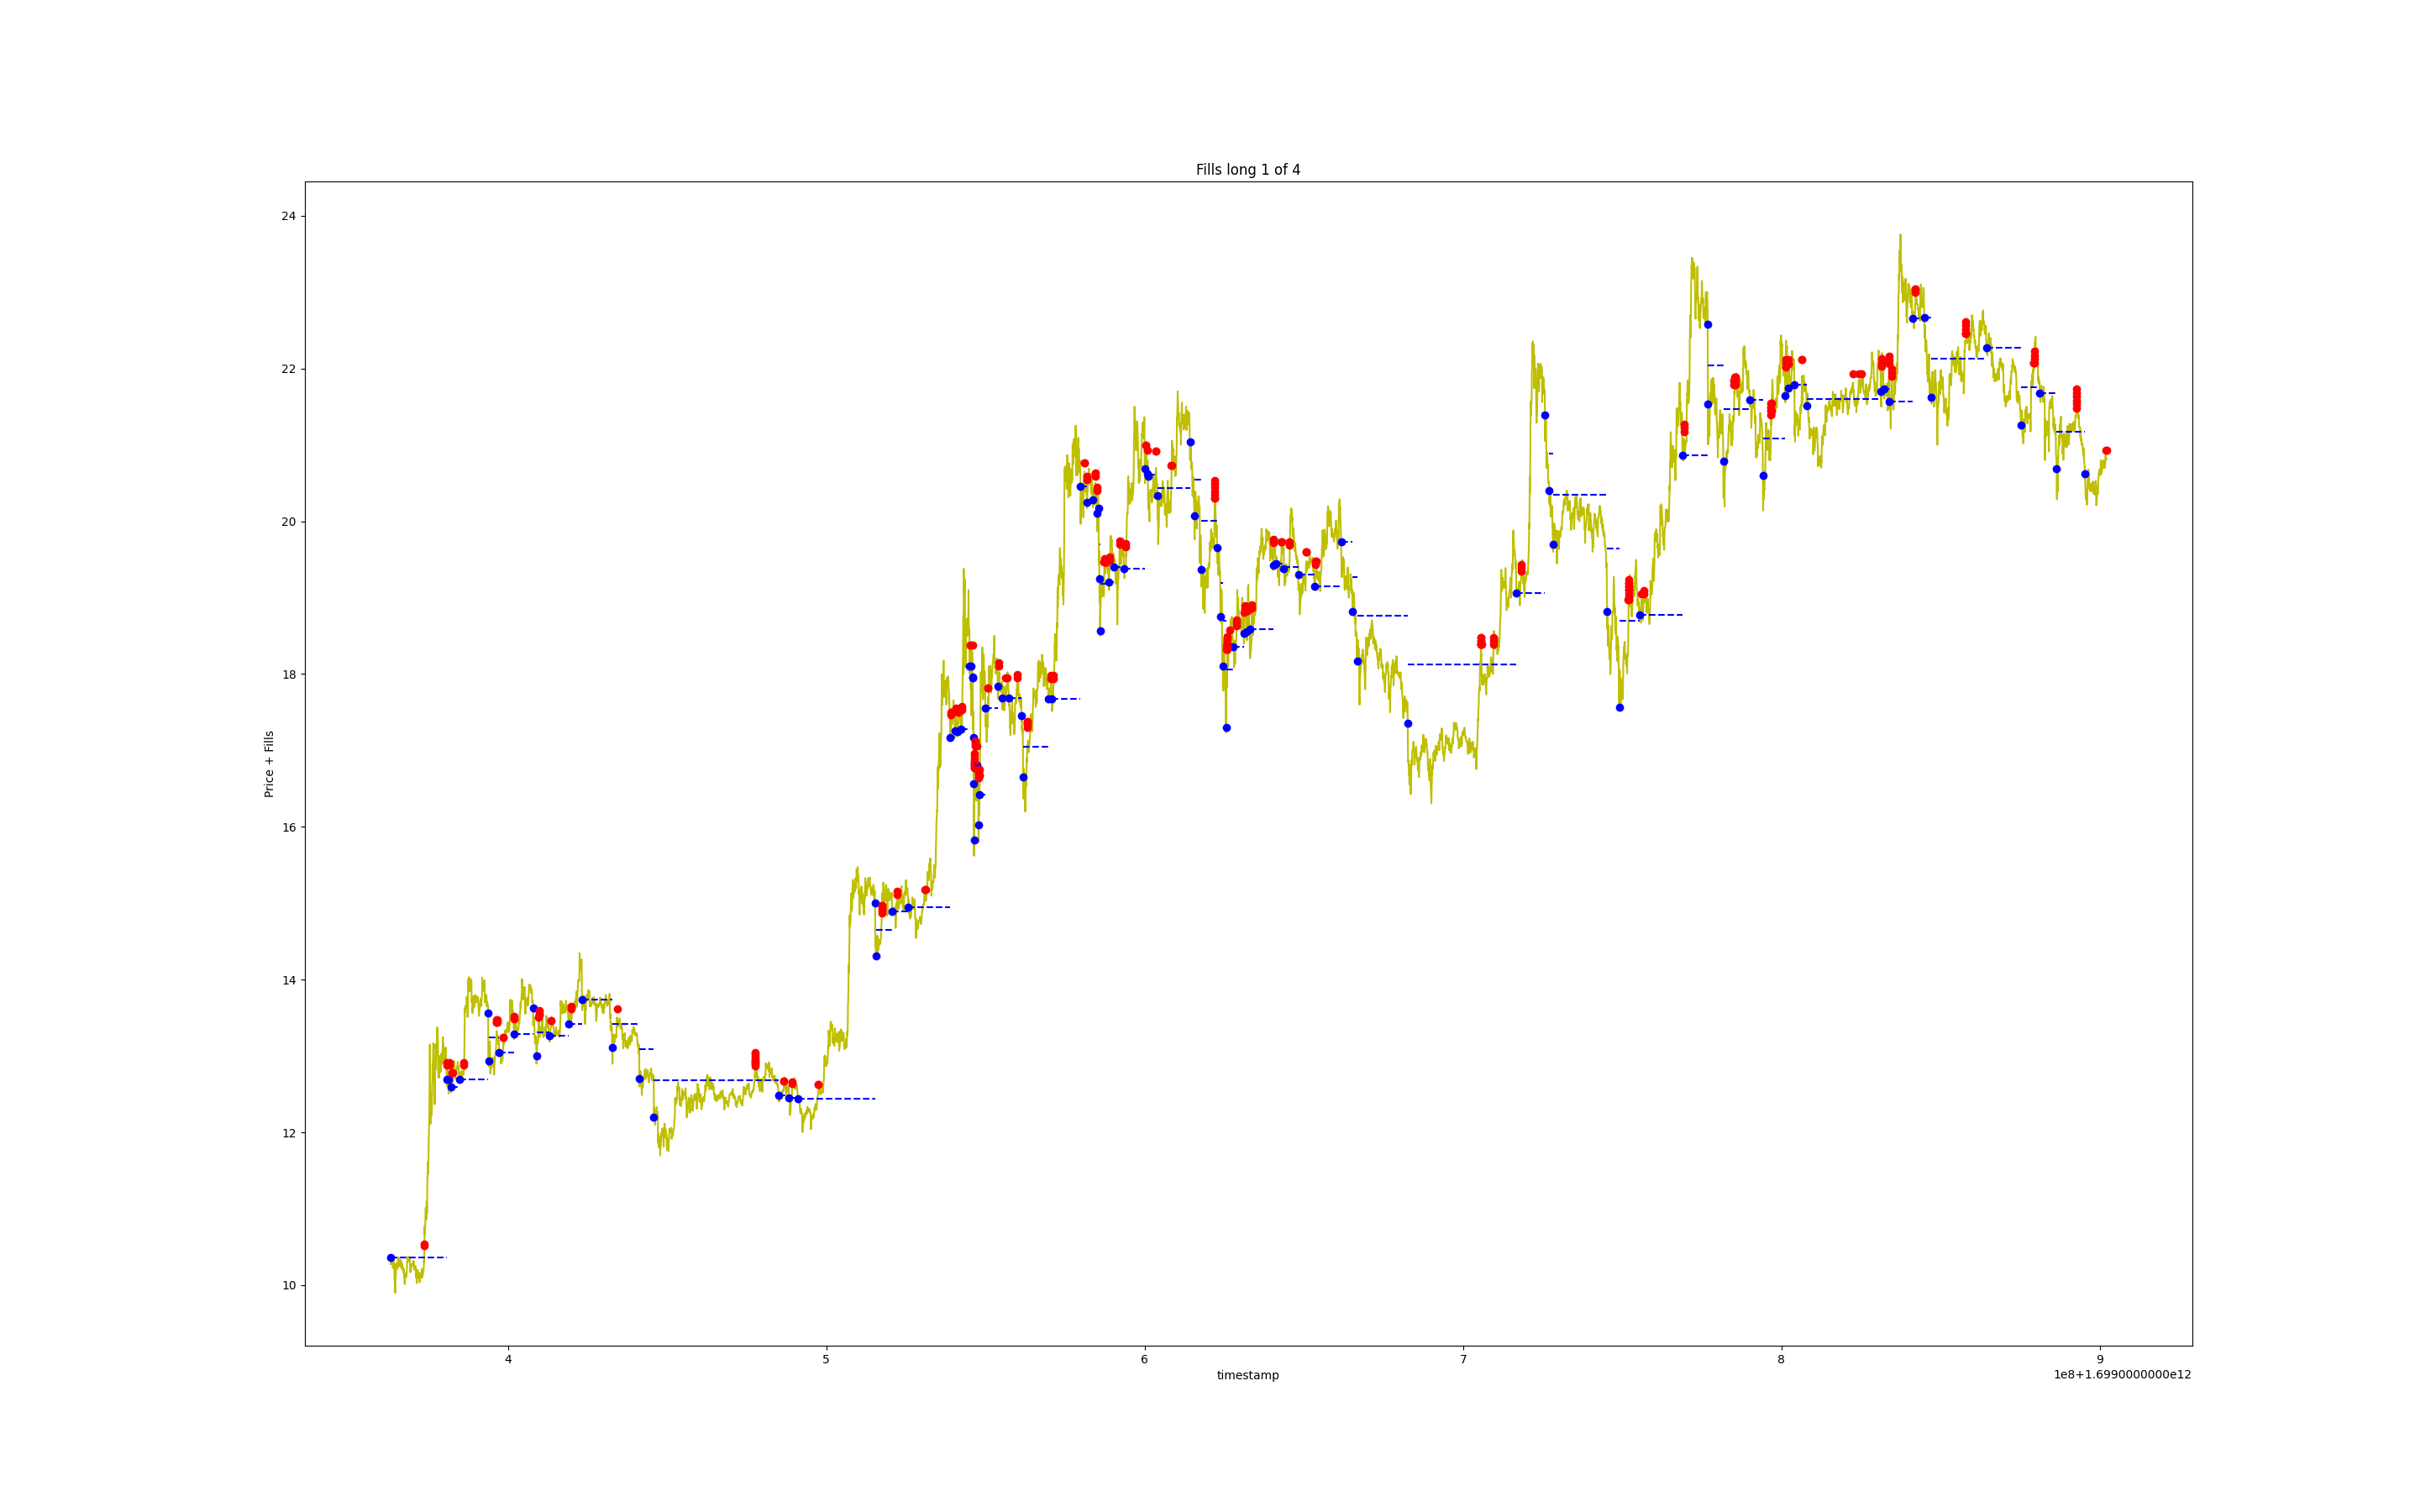 Fills long 1 of 4
Price + Fills
24
22
20
18
16
14
12
10
4 5 6 7 8 9
timestamp
1e8+1.6990000000e12